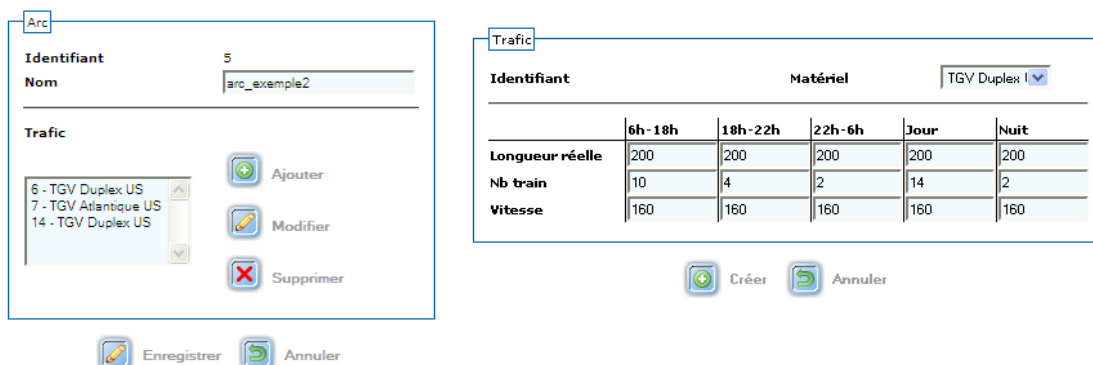 Arc
Identifiant 5
Nom arc_exemple2
Trafic
6 - TGV Duplex US
7 - TGV Atlantique US
14 - TGV Duplex US
Ajouter
Modifier
Supprimer
Enregistrer Annuler
Trafic
Identifiant Matériel TGV Duplex
6h-18h 18h-22h 22h-6h Jour Nuit
Longueur réelle 200 200 200 200 200
Nb train 10 4 2 14 2
Vitesse 160 160 160 160 160
Créer Annuler